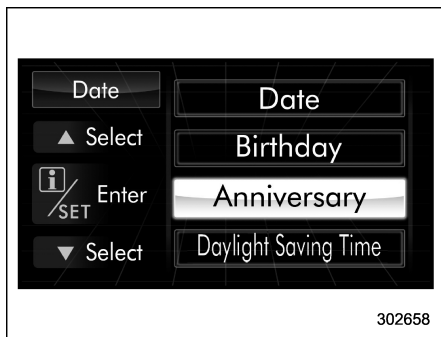 Date
▲ Select
i/SET Enter
▼ Select
Date
Birthday
Anniversary
Daylight Saving Time
302658